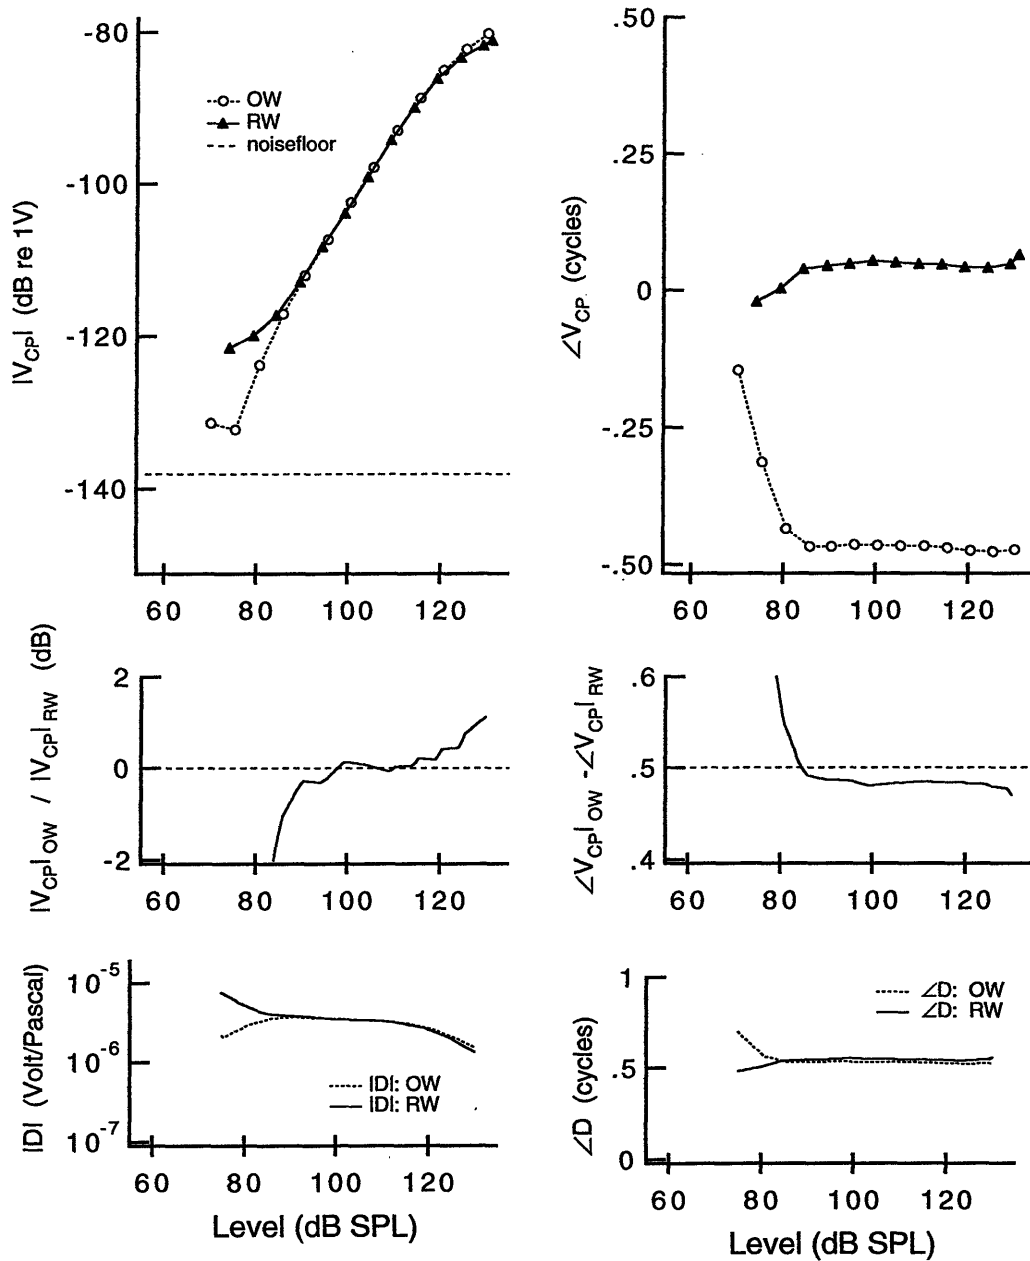 |V_CP| (dB re 1V)
-80
-100
-120
-140
OW
RW
noisefloor
60 80 100 120
∠V_CP. (cycles)
.50
.25
0
-.25
-.50
60 80 100 120
|V_CP|_OW / |V_CP|_RW (dB)
2
0
-2
60 80 100 120
∠V_CP|_OW -∠V_CP|_RW
.6
.5
.4
60 80 100 120
|D| (Volt/Pascal)
10^-5
10^-6
10^-7
|D|: OW
|D|: RW
60 80 100 120
Level (dB SPL)
∠D (cycles)
1
.5
0
∠D: OW
∠D: RW
60 80 100 120
Level (dB SPL)